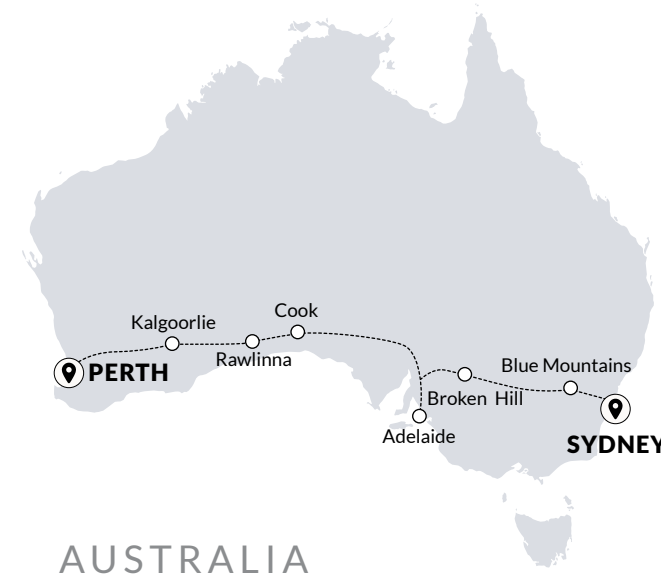 Cook
Kalgoorlie
Rawlinna
PERTH
Blue Mountains
Broken Hill
Adelaide
SYDNEY
AUSTRALIA